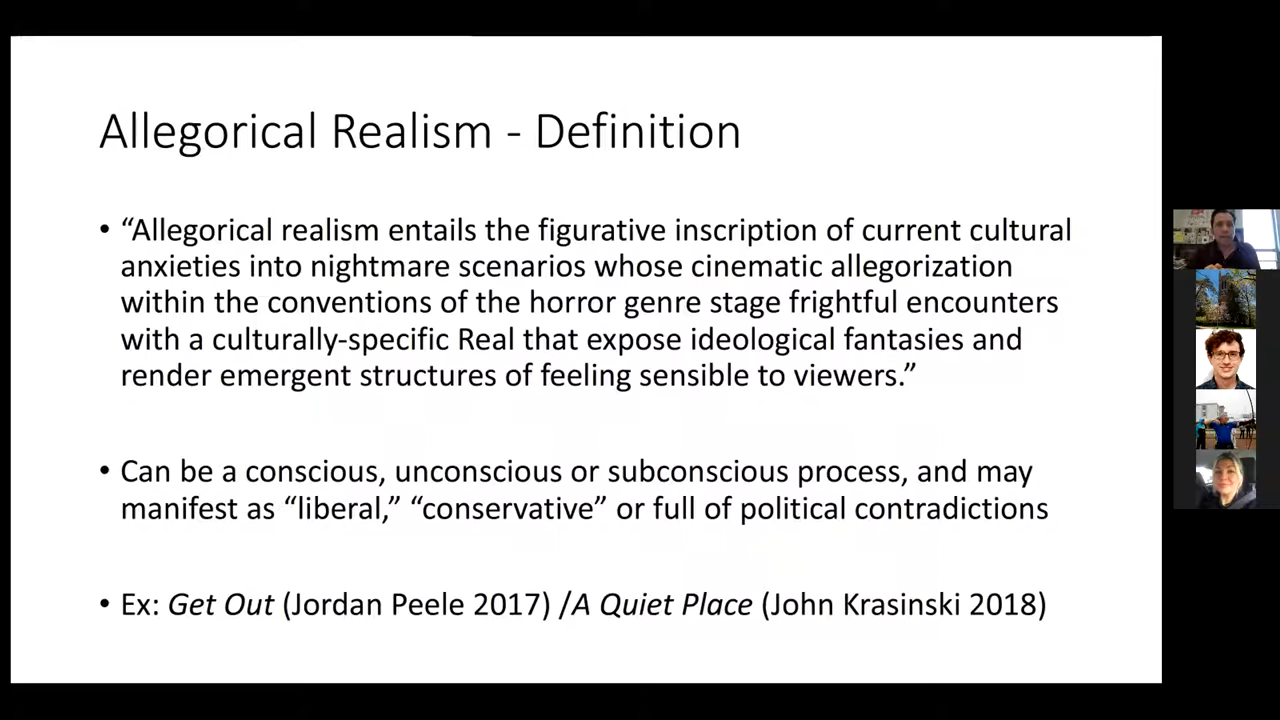 Allegorical Realism - Definition
• “Allegorical realism entails the figurative inscription of current cultural
anxieties into nightmare scenarios whose cinematic allegorization
within the conventions of the horror genre stage frightful encounters
with a culturally-specific Real that expose ideological fantasies and
render emergent structures of feeling sensible to viewers.”
• Can be a conscious, unconscious or subconscious process, and may
manifest as “liberal,” “conservative” or full of political contradictions
• Ex: Get Out (Jordan Peele 2017) /A Quiet Place (John Krasinski 2018)